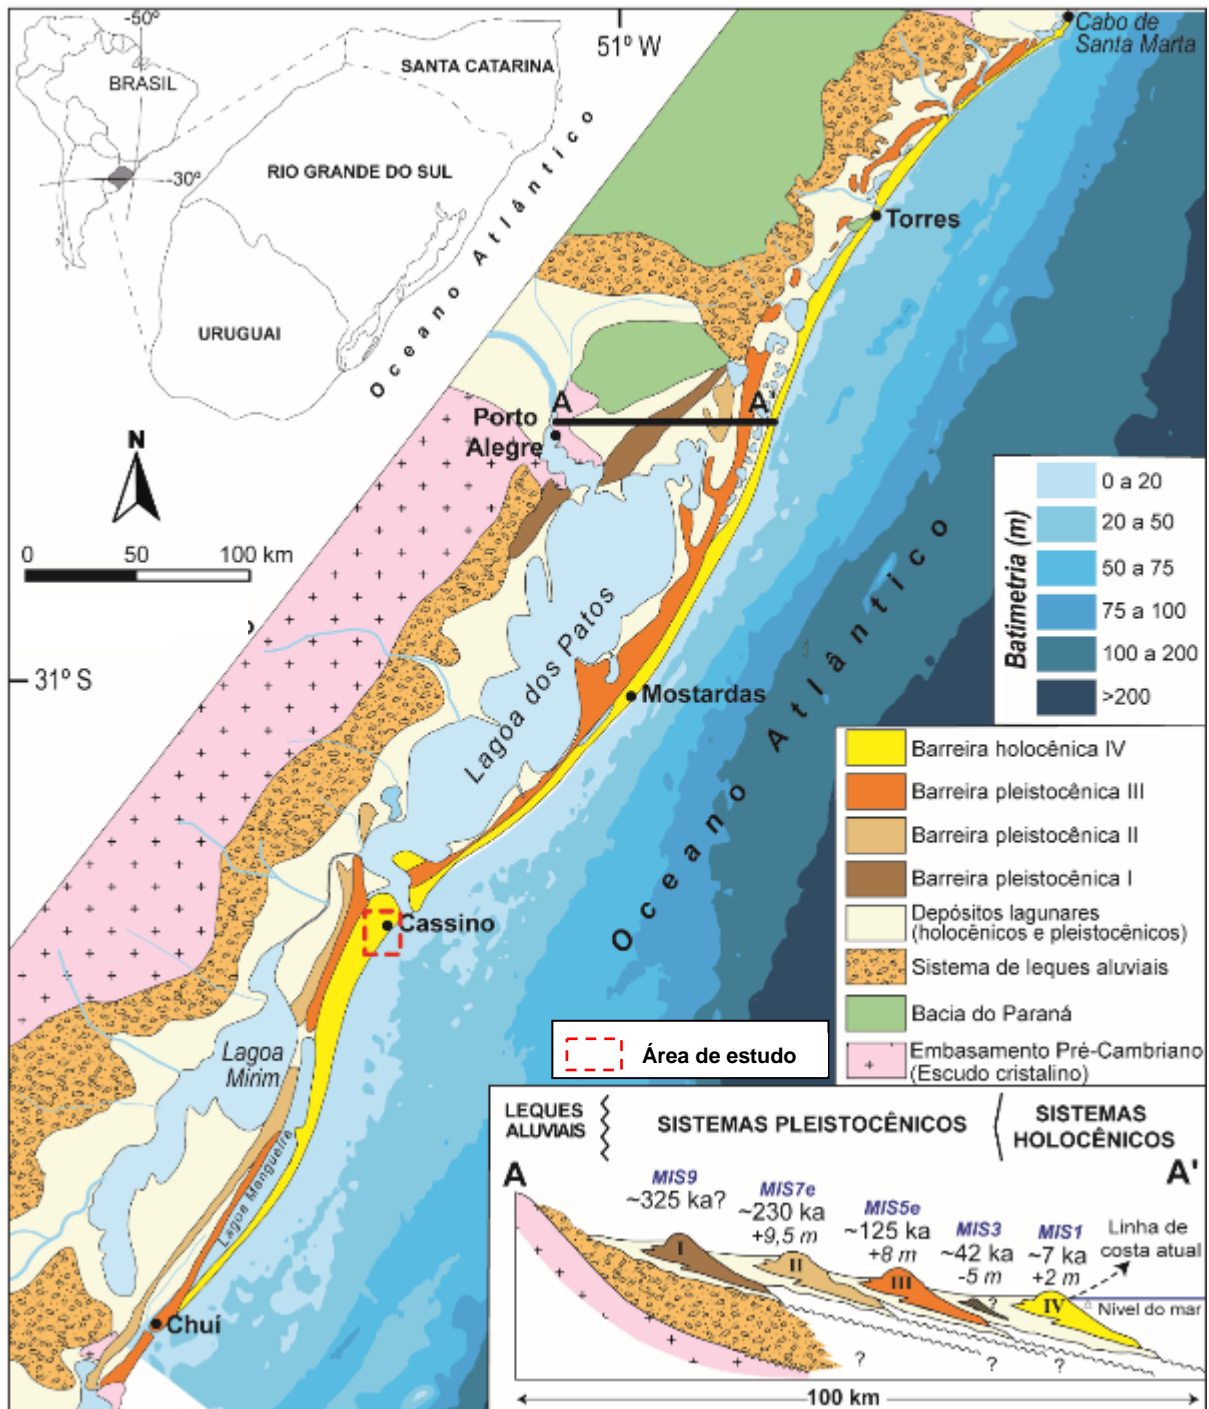 -50º
BRASIL
-30º
SANTA CATARINA
RIO GRANDE DO SUL
URUGUAI
Oceano Atlântico
51º W
Cabo de
Santa Marta
Torres
A
A'
Porto
Alegre
N
0 50 100 km
31º S
Lagoa dos Patos
Mostardas
Oceano Atlântico
Cassino
Lagoa
Mirim
Lagoa Mangueira
Chuí
Batimetria (m)
0 a 20
20 a 50
50 a 75
75 a 100
100 a 200
>200
Barreira holocênica IV
Barreira pleistocênica III
Barreira pleistocênica II
Barreira pleistocênica I
Depósitos lagunares
(holocênicos e pleistocênicos)
Sistema de leques aluviais
Bacia do Paraná
Embasamento Pré-Cambriano
(Escudo cristalino)
Área de estudo
LEQUES
ALUVIAIS
SISTEMAS PLEISTOCÊNICOS
SISTEMAS
HOLOCÊNICOS
A
A'
MIS9
~325 ka?
MIS7e
~230 ka
+9,5 m
MIS5e
~125 ka
+8 m
MIS3
~42 ka
-5 m
MIS1
~7 ka
+2 m
Linha de
costa atual
I
II
III
?
IV
Nivel do mar
?
?
?
100 km